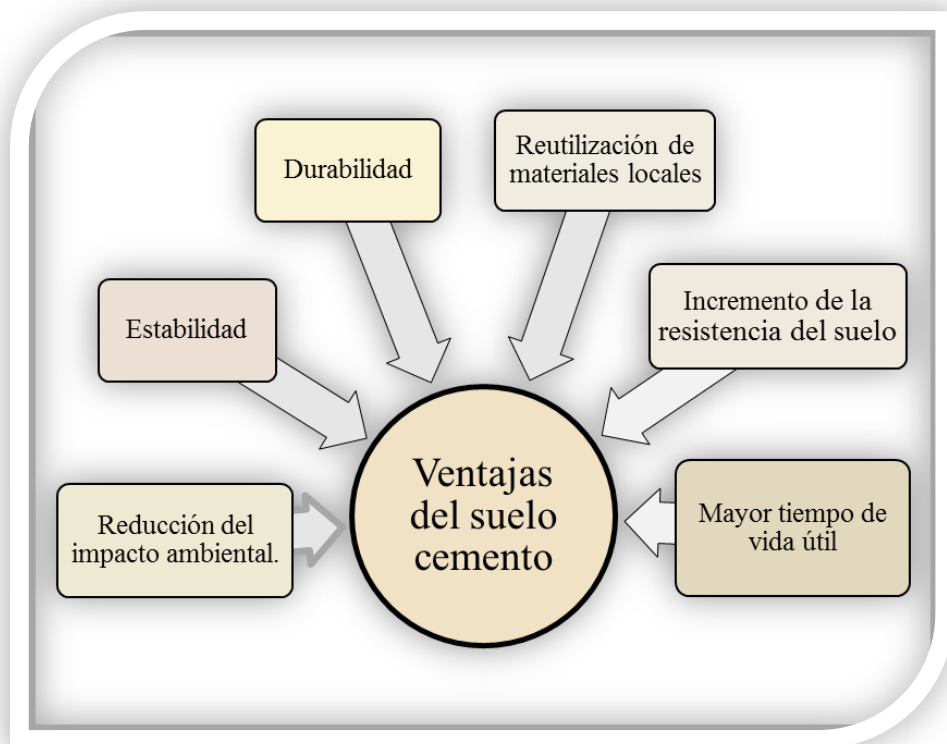 Durabilidad
Reutilización de
materiales locales
Estabilidad
Incremento de la
resistencia del suelo
Reducción del
impacto ambiental.
Ventajas
del suelo
cemento
Mayor tiempo de
vida útil